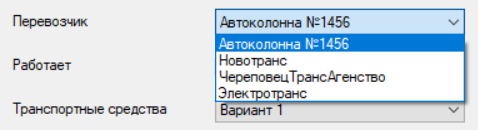 Перевозчик Автоколонна №1456
Автоколонна №1456
Новотранс
Работает
ЧереповецТрансАгенство
Электротранс
Транспортные средства Вариант 1